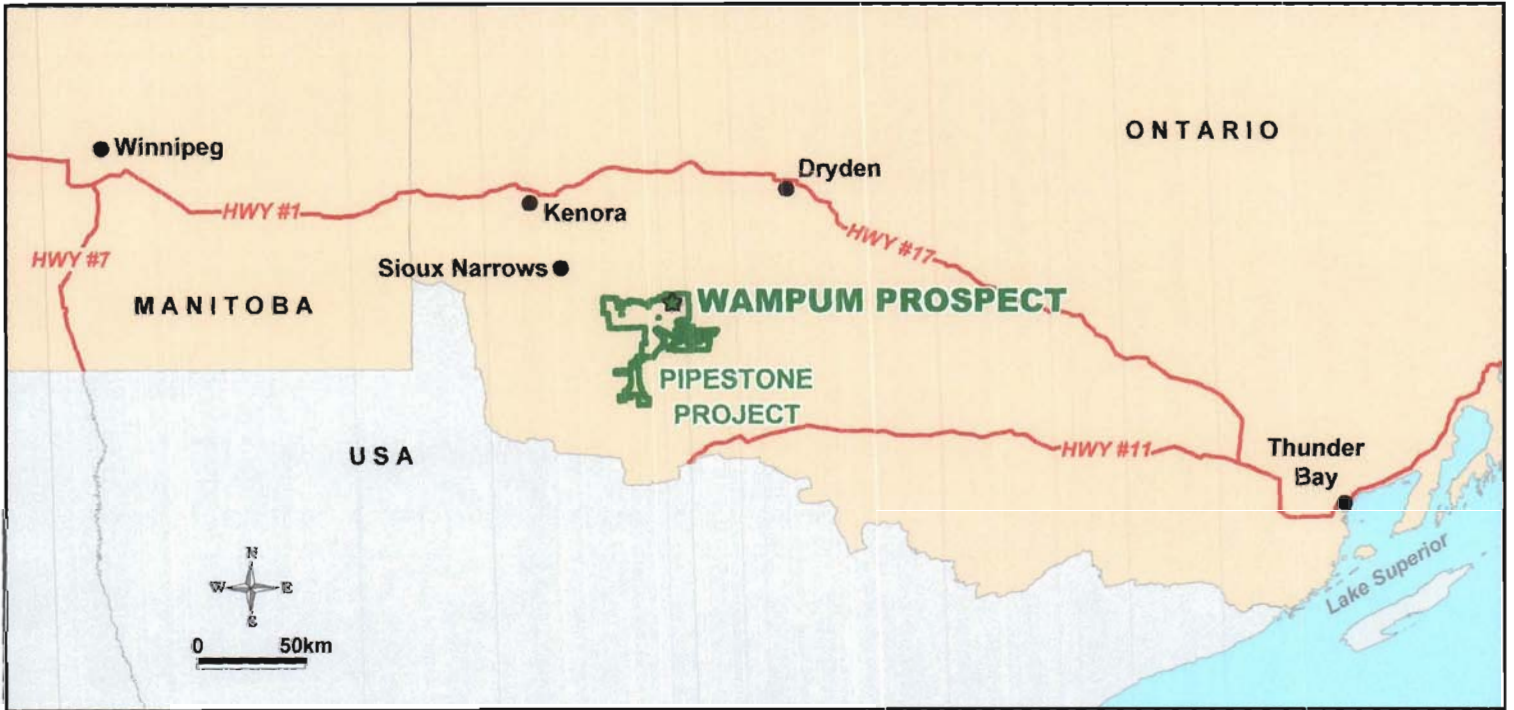 ONTARIO
Winnipeg
Dryden
HWY #1
Kenora
HWY #17
HWY #7
Sioux Narrows
MANITOBA
WAMPUM PROSPECT
PIPESTONE
PROJECT
USA
HWY #11
Thunder
Bay
N
W E
S
Lake Superior
0 50km